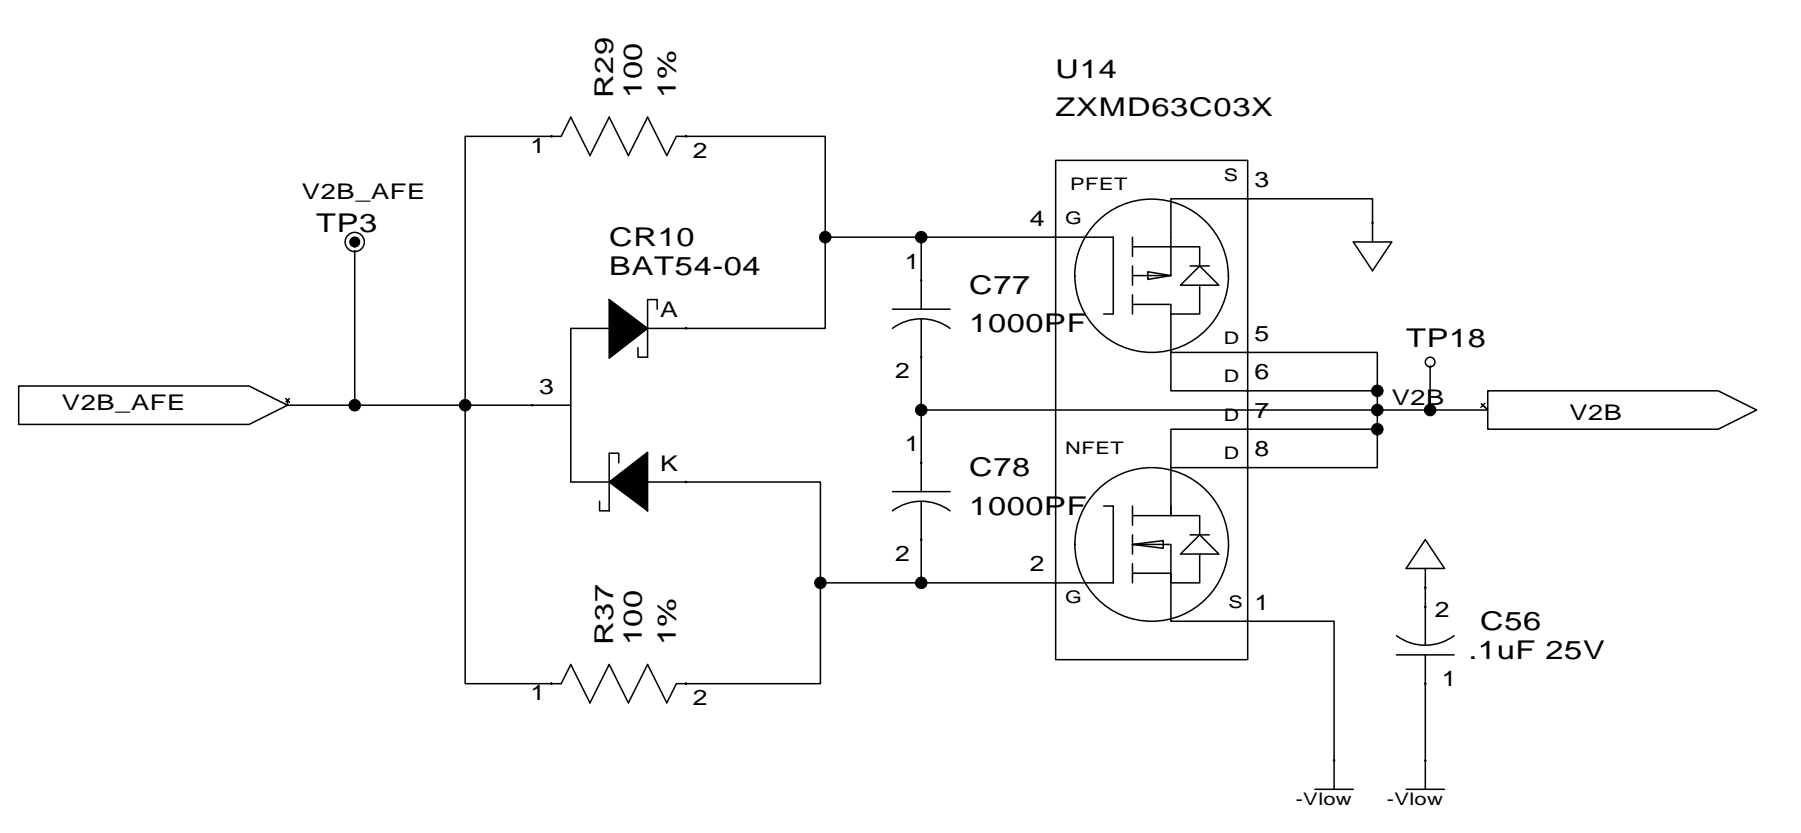 R29
100
1%
1
2
U14
ZXMD63C03X
V2B_AFE
TP3
CR10
BAT54-04
A
3
K
V2B_AFE
1
C77
1000PF
2
1
C78
1000PF
2
4
G
PFET
S
3
D
5
D
6
D
7
D
8
NFET
2
G
S
1
TP18
V2B
V2B
2
C56
.1uF 25V
1
R37
100
1%
1
2
-Vlow
-Vlow